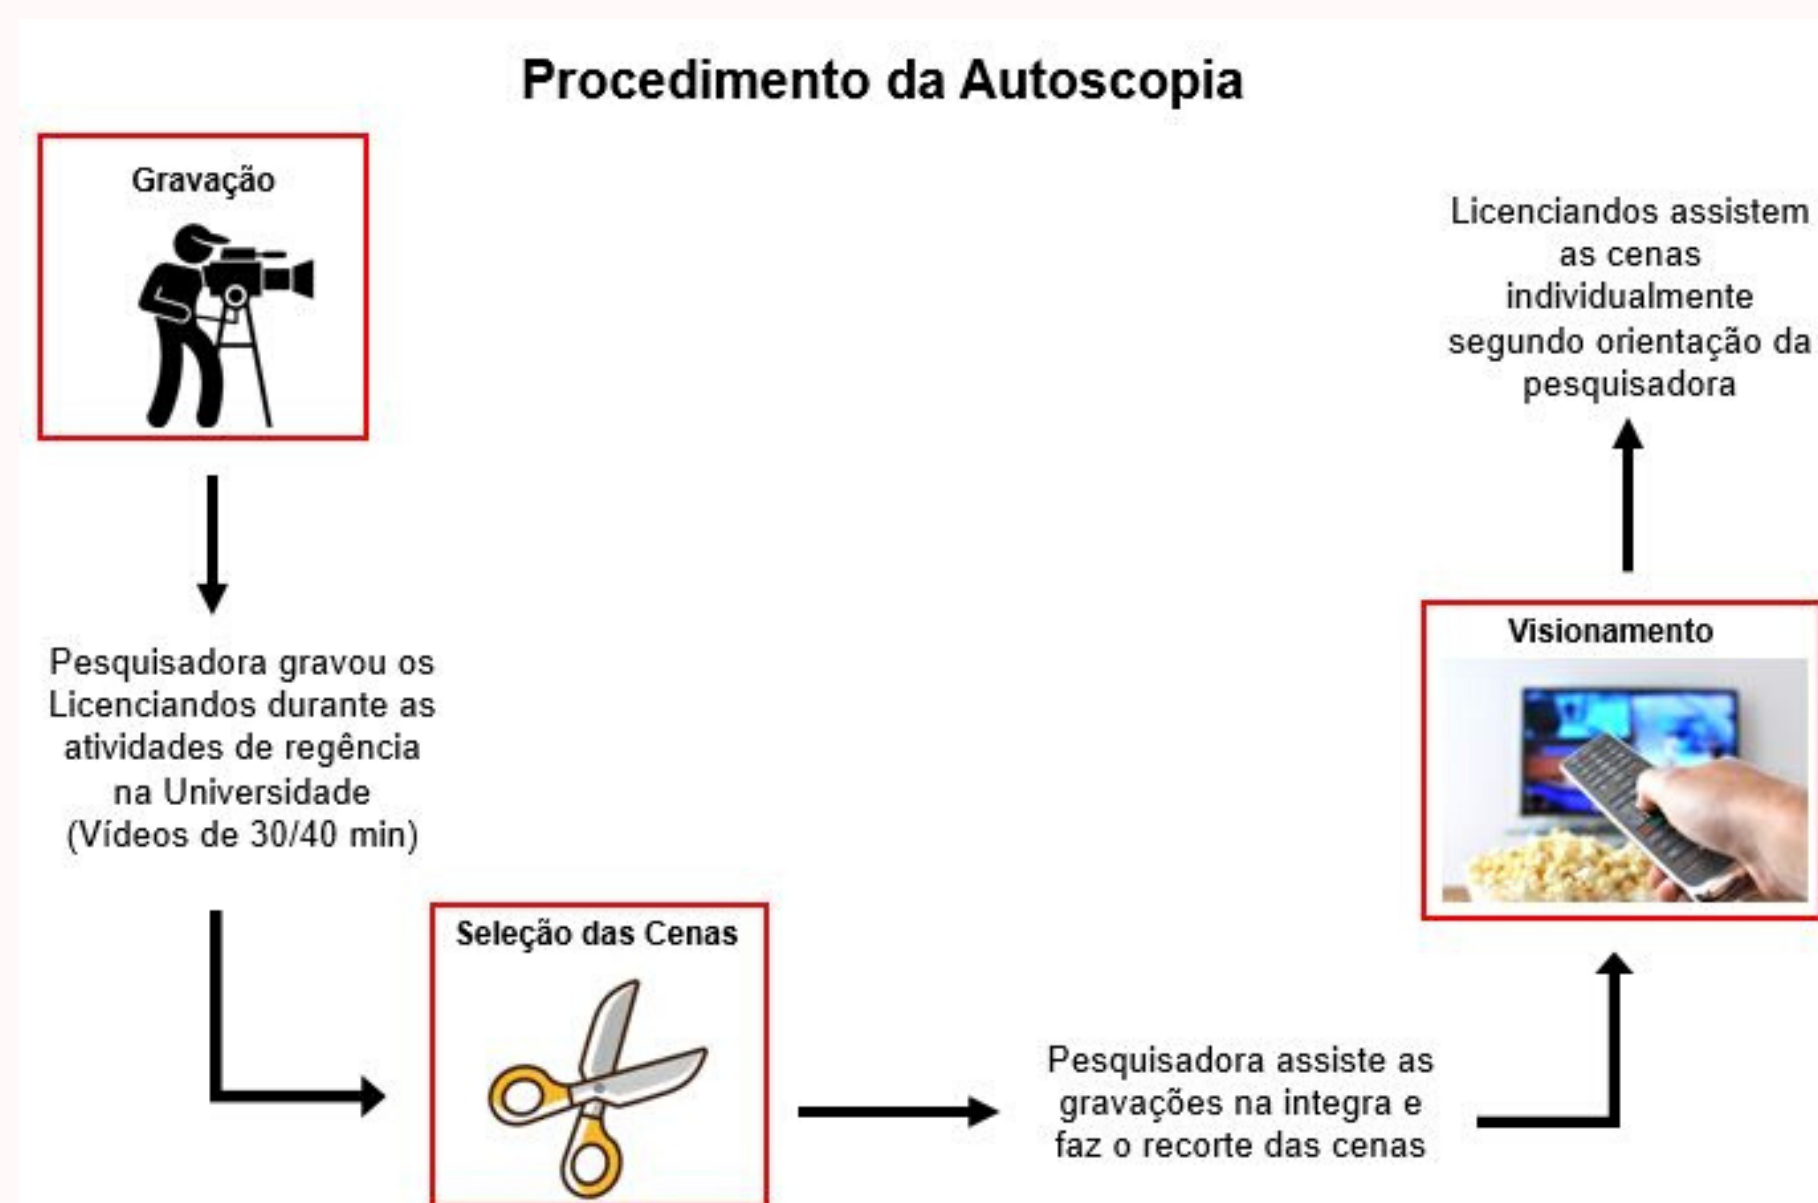 Procedimento da Autoscopia
Gravação
Pesquisadora gravou os
Licenciandos durante as
atividades de regência
na Universidade
(Vídeos de 30/40 min)
Seleção das Cenas
Pesquisadora assiste as
gravações na integra e
faz o recorte das cenas
Visionamento
Licenciandos assistem
as cenas
individualmente
segundo orientação da
pesquisadora